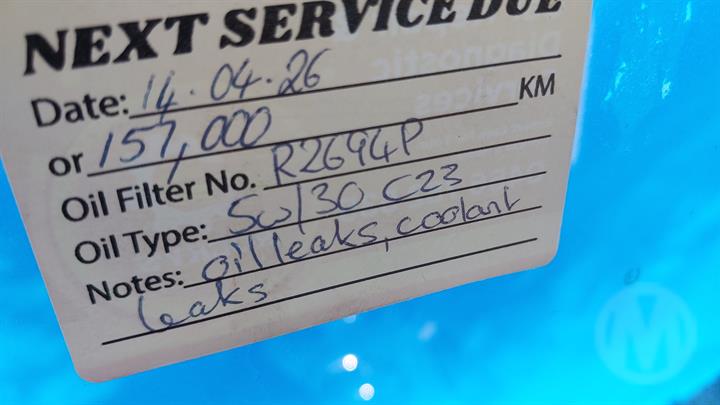 NEXT SERVICE DUE
Date: 14.04.26
or 157,000 KM
Oil Filter No. R2694P
Oil Type: 5w/30 C23
Notes: oil leaks, coolant
leaks
M